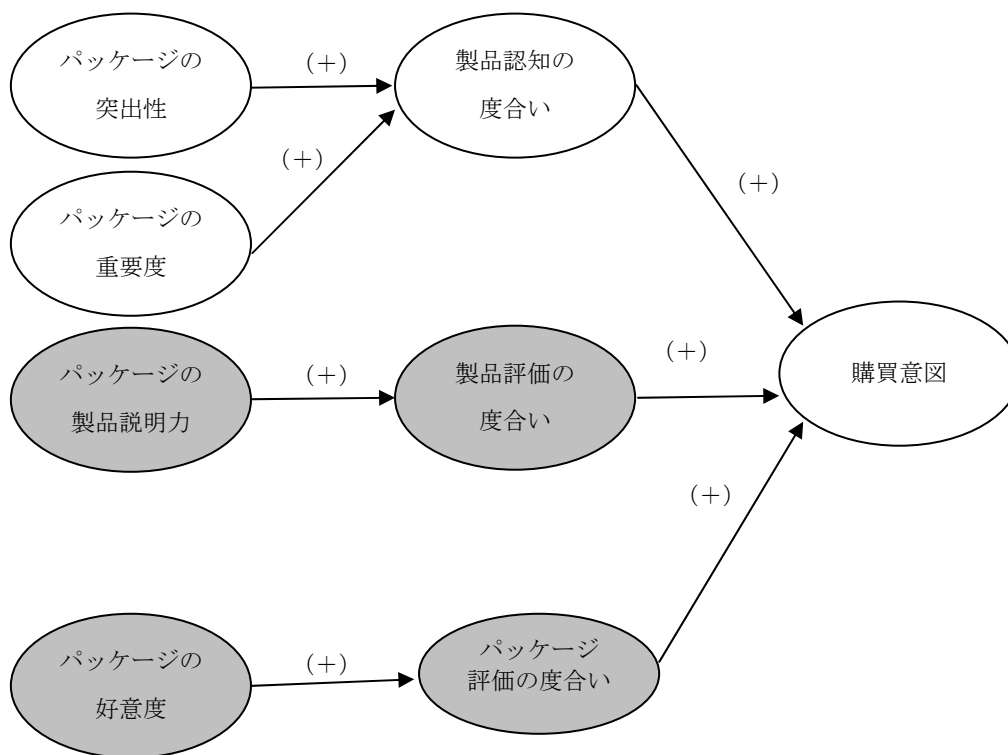 パッケージの
突出性
(+)
製品認知の
度合い
(+)
パッケージの
重要度
(+)
パッケージの
製品説明力
(+)
製品評価の
度合い
(+)
購買意図
(+)
パッケージの
好意度
(+)
パッケージ
評価の度合い